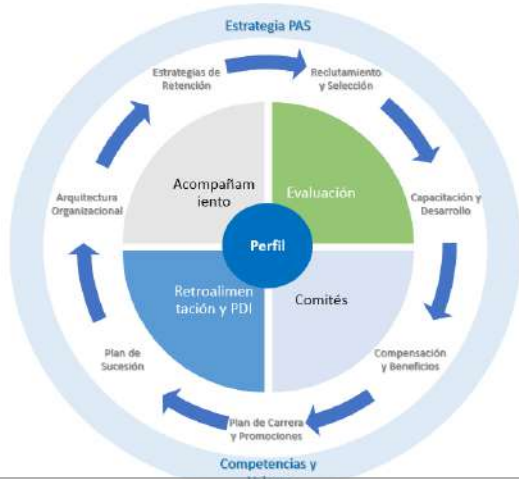 Estrategia PAS
Estrategias de
Retención
Reclutamiento
y Selección
Acompañam
iento
Evaluación
Arquitectura
Organizacional
Capacitación y
Desarrollo
Perfil
Retroalimen
tación y PDI
Comités
Plan de
Sucesión
Compensación
y Beneficios
Plan de Carrera
y Promociones
Competencias y